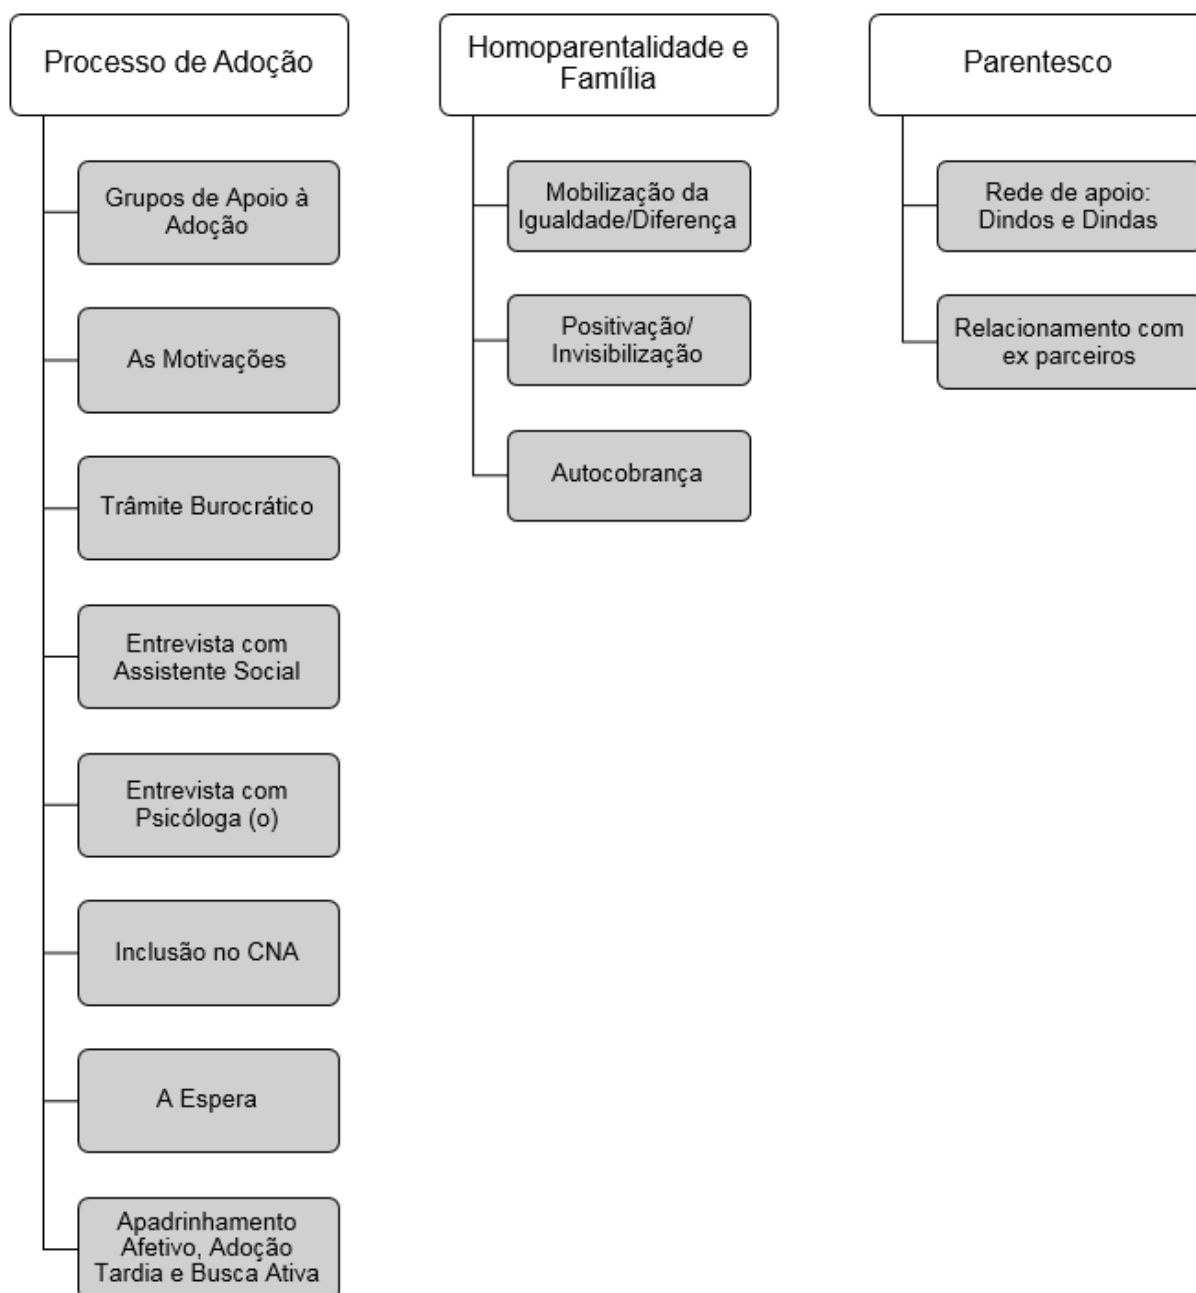 Processo de Adoção
Grupos de Apoio à
Adoção
As Motivações
Trâmite Burocrático
Entrevista com
Assistente Social
Entrevista com
Psicóloga (o)
Inclusão no CNA
A Espera
Apadrinhamento
Afetivo, Adoção
Tardia e Busca Ativa
Homoparentalidade e
Família
Mobilização da
Igualdade/Diferença
Positivação/
Invisibilização
Autocobrança
Parentesco
Rede de apoio:
Dindos e Dindas
Relacionamento com
ex parceiros